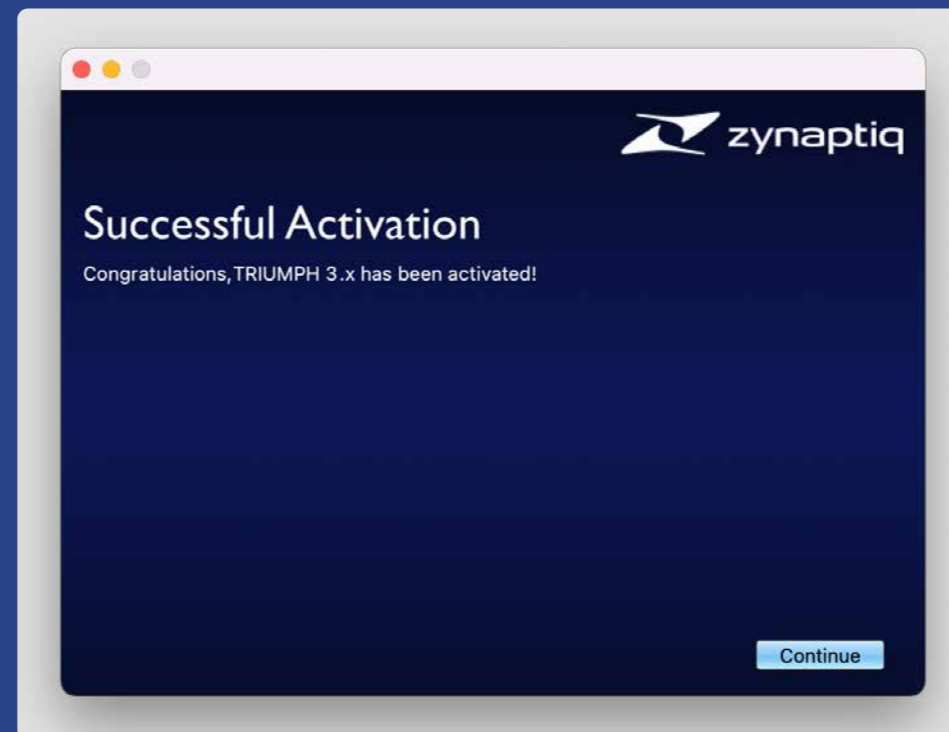 zynaptiq
Successful Activation
Congratulations, TRIUMPH 3.x has been activated!
Continue